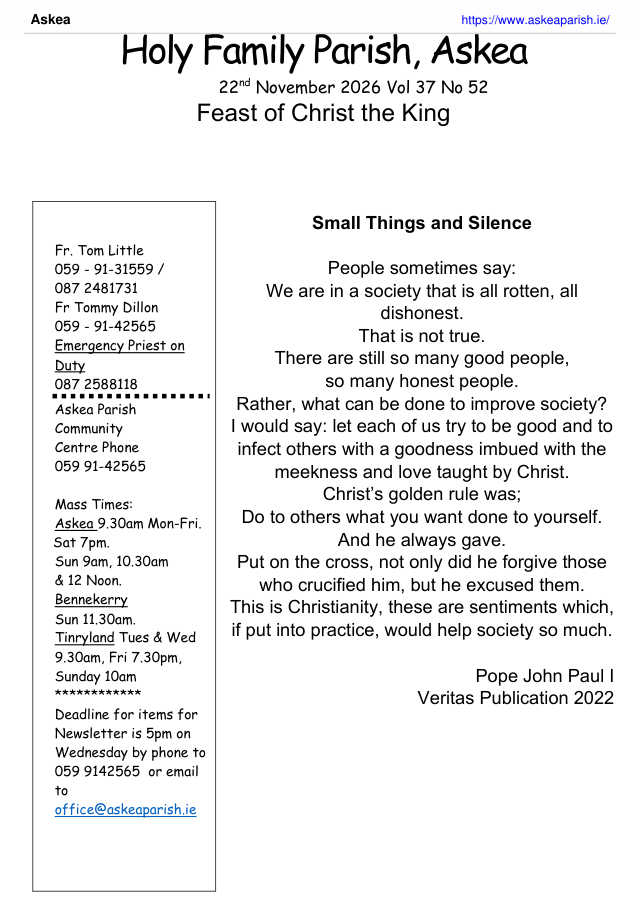 Askea https://www.askeaparish.ie/
Holy Family Parish, Askea
22nd November 2026 Vol 37 No 52
Feast of Christ the King
Fr. Tom Little
059 - 91-31559 /
087 2481731
Fr Tommy Dillon
059 - 91-42565
Emergency Priest on
Duty
087 2588118
Askea Parish
Community
Centre Phone
059 91-42565
Mass Times:
Askea 9.30am Mon-Fri.
Sat 7pm.
Sun 9am, 10.30am
& 12 Noon.
Bennekerry
Sun 11.30am.
Tinryland Tues & Wed
9.30am, Fri 7.30pm,
Sunday 10am
************
Deadline for items for
Newsletter is 5pm on
Wednesday by phone to
059 9142565 or email
to
office@askeaparish.ie
Small Things and Silence
People sometimes say:
We are in a society that is all rotten, all
dishonest.
That is not true.
There are still so many good people,
so many honest people.
Rather, what can be done to improve society?
I would say: let each of us try to be good and to
infect others with a goodness imbued with the
meekness and love taught by Christ.
Christ’s golden rule was;
Do to others what you want done to yourself.
And he always gave.
Put on the cross, not only did he forgive those
who crucified him, but he excused them.
This is Christianity, these are sentiments which,
if put into practice, would help society so much.
Pope John Paul I
Veritas Publication 2022